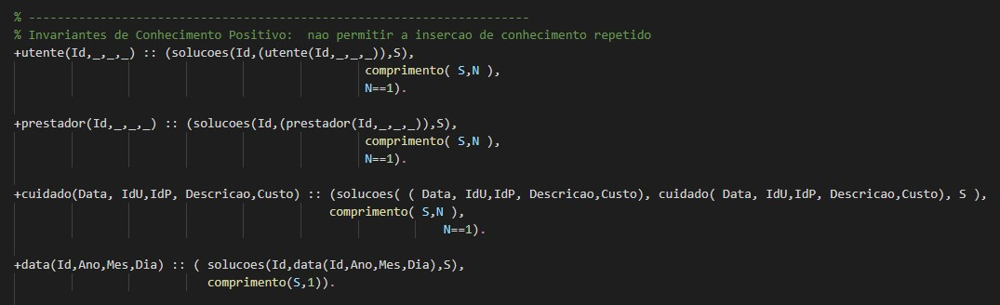 % ----------------------------------------------------------------------
% Invariantes de Conhecimento Positivo:  nao permitir a insercao de conhecimento repetido
+utente(Id,_,_,_) :: (solucoes(Id,(utente(Id,_,_,_)),S),
comprimento( S,N ),
N==1).
+prestador(Id,_,_,_) :: (solucoes(Id,(prestador(Id,_,_,_)),S),
comprimento( S,N ),
N==1).
+cuidado(Data, IdU,IdP, Descricao,Custo) :: (solucoes( ( Data, IdU,IdP, Descricao,Custo), cuidado( Data, IdU,IdP, Descricao,Custo), S ),
comprimento( S,N ),
N==1).
+data(Id,Ano,Mes,Dia) :: ( solucoes(Id,data(Id,Ano,Mes,Dia),S),
comprimento(S,1)).